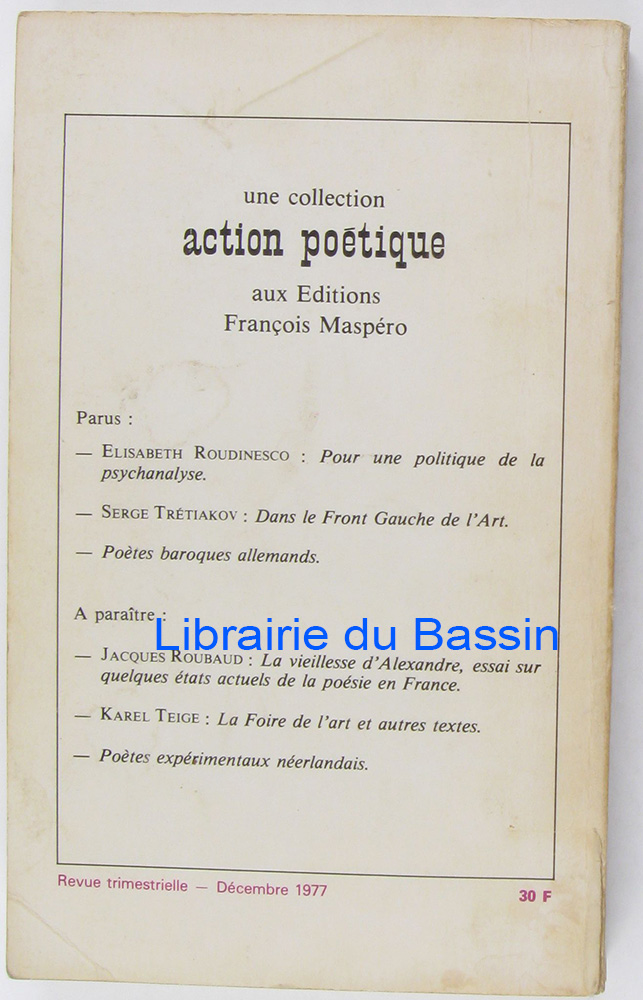 une collection
action poétique
aux Editions
François Maspéro
Parus :
— ELISABETH ROUDINESCO : Pour une politique de la
psychanalyse.
— SERGE TRÉTIAKOV : Dans le Front Gauche de l'Art.
— Poètes baroques allemands.
A paraître :
Librairie du Bassin
— JACQUES ROUBAUD : La vieillesse d'Alexandre, essai sur
quelques états actuels de la poésie en France.
— KAREL TEIGE : La Foire de l'art et autres textes.
— Poètes expérimentaux néerlandais.
Revue trimestrielle — Décembre 1977
30 F